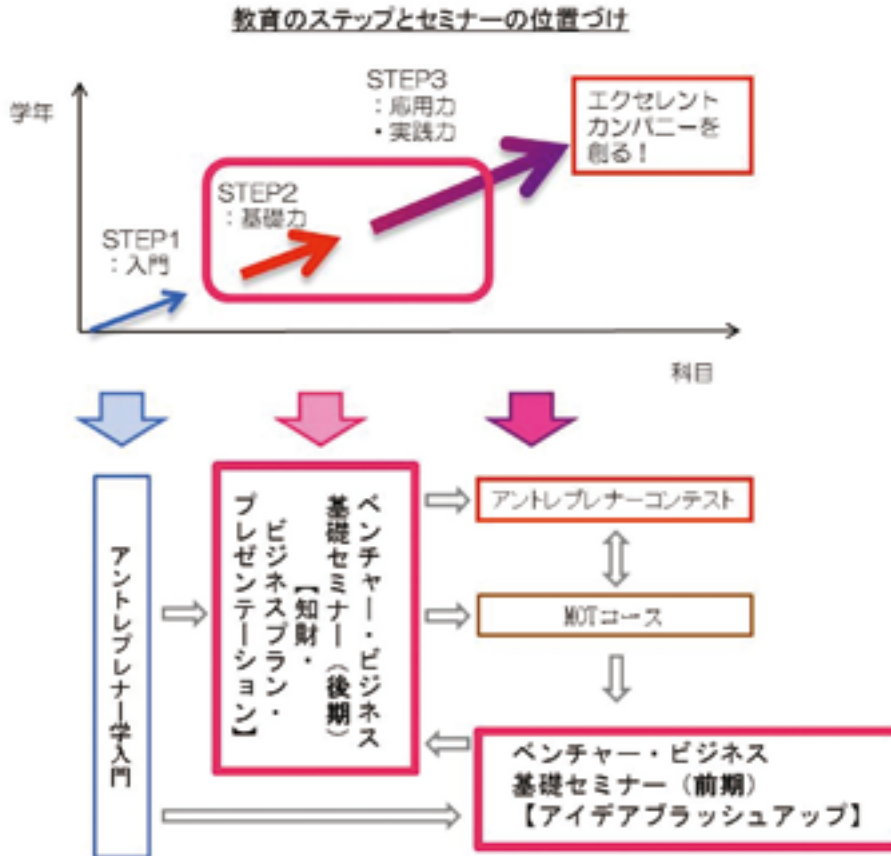 教育のステップとセミナーの位置づけ
学年
STEP3
：応用力
・実践力
エクセレント
カンパニーを
創る！
STEP2
：基礎力
STEP1
：入門
科目
アントレプレナー学入門
ベンチャー・ビジネス
基礎セミナー（後期）
【知財・
ビジネスプラン・
プレゼンテーション】
アントレプレナーコンテスト
MOTコース
ベンチャー・ビジネス
基礎セミナー（前期）
【アイデアブラッシュアップ】